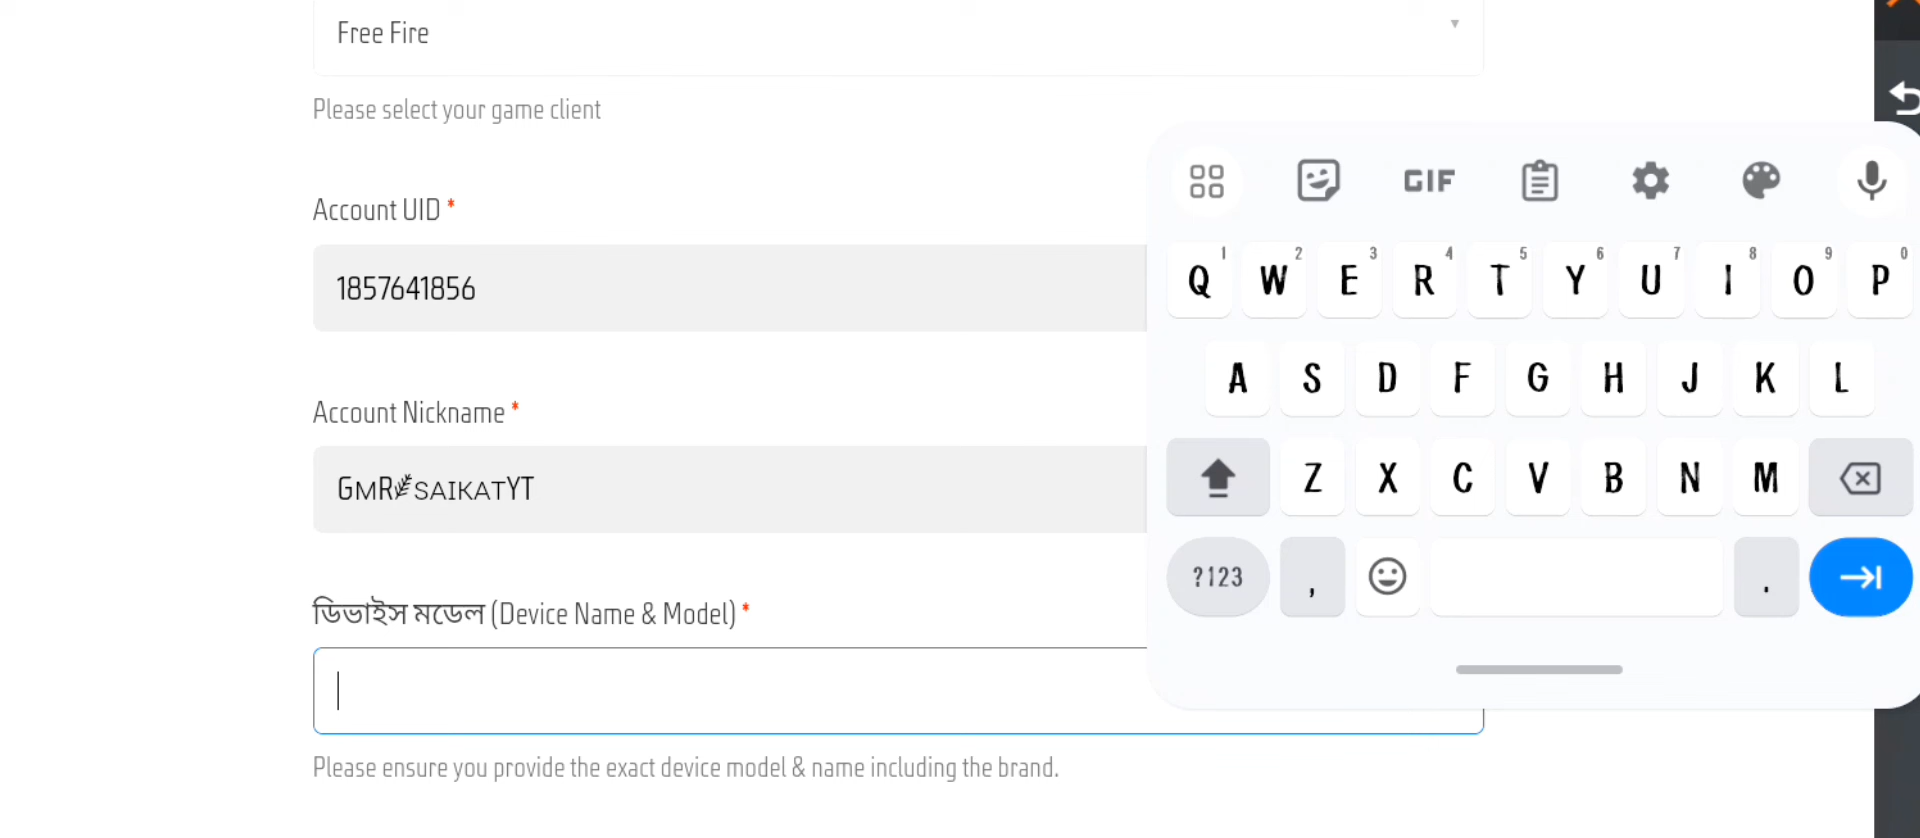 Free Fire
Please select your game client
Account UID *
1857641856
Account Nickname *
GᴍR⸙ꜱᴀɪᴋᴀᴛYT
ডিভাইস মডেল (Device Name & Model) *
Please ensure you provide the exact device model & name including the brand.
GIF
Q 1 W 2 E 3 R 4 T 5 Y 6 U 7 I 8 O 9 P 0
A S D F G H J K L
Z X C V B N M
?123 , .